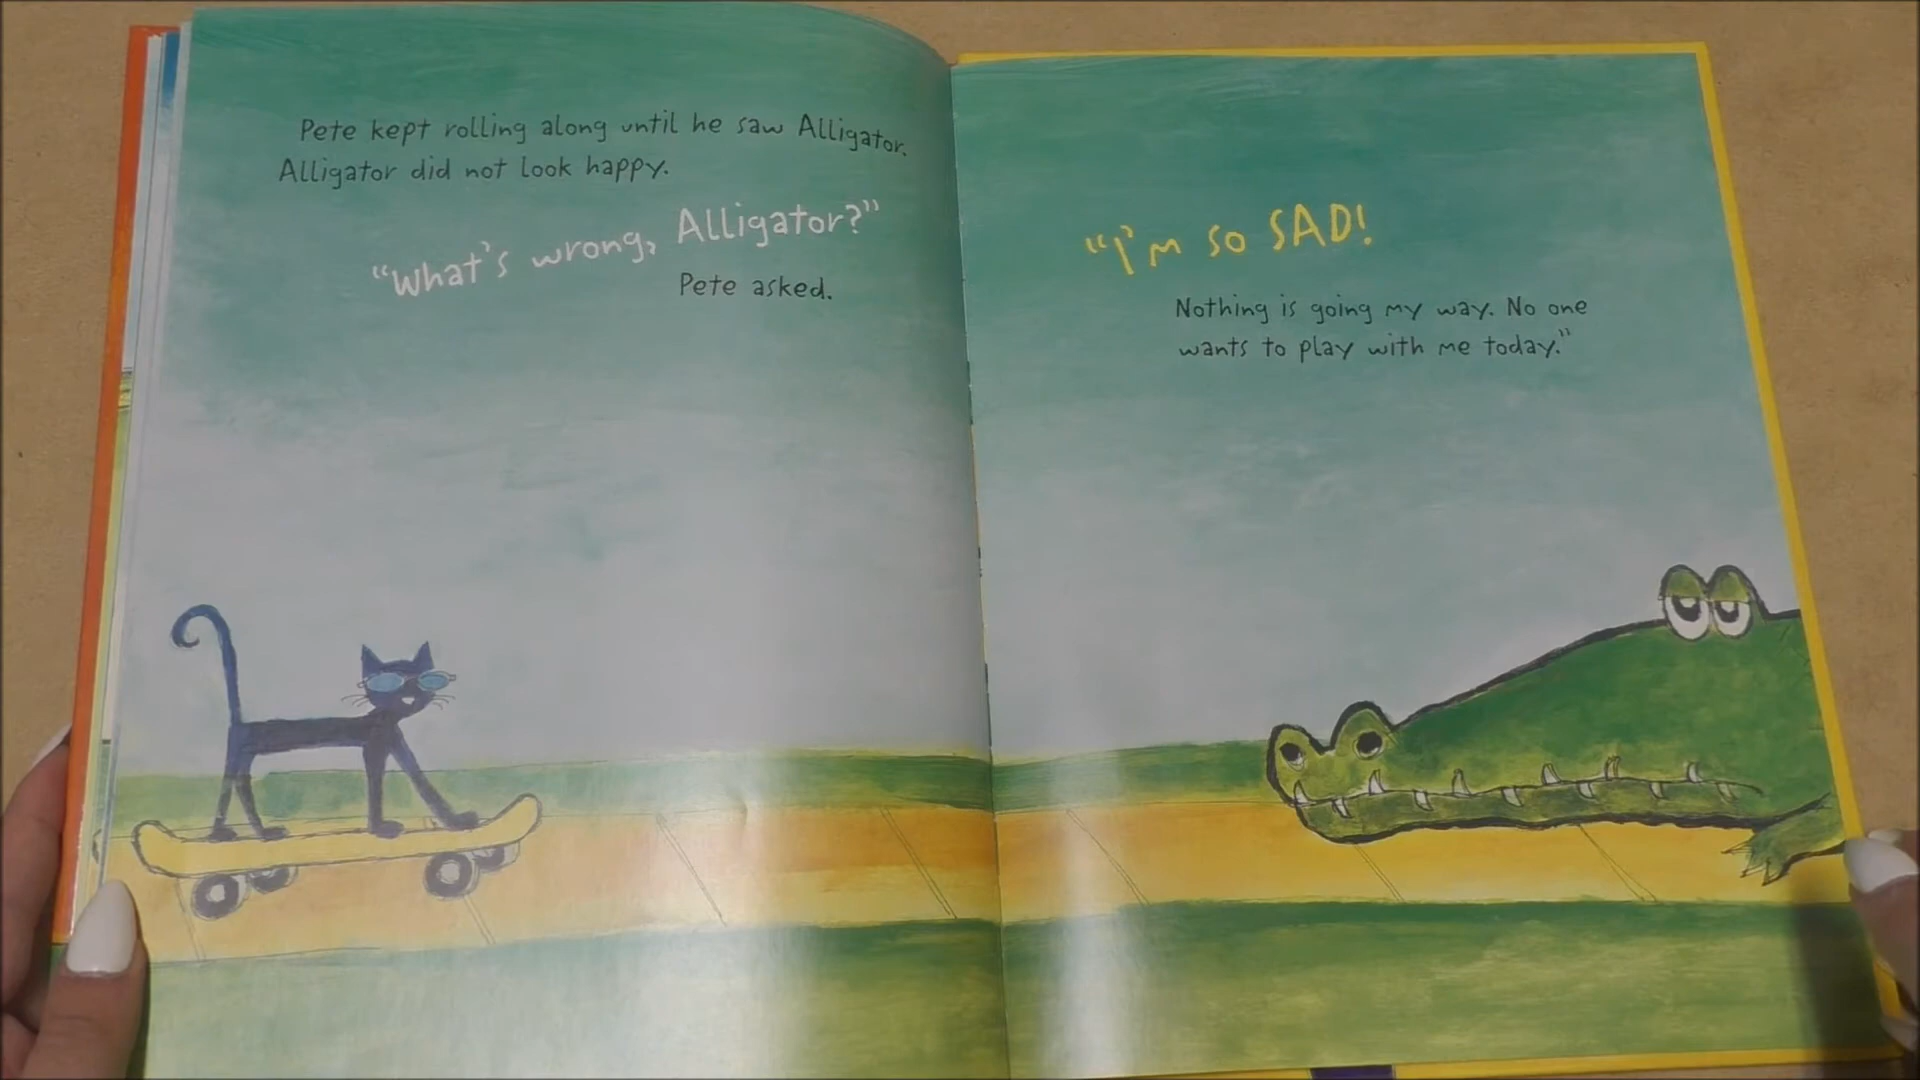 Pete kept rolling along until he saw Alligator.
Alligator did not look happy.
"What's wrong, Alligator?"
Pete asked.
"I'm so SAD!
Nothing is going my way. No one
wants to play with me today."